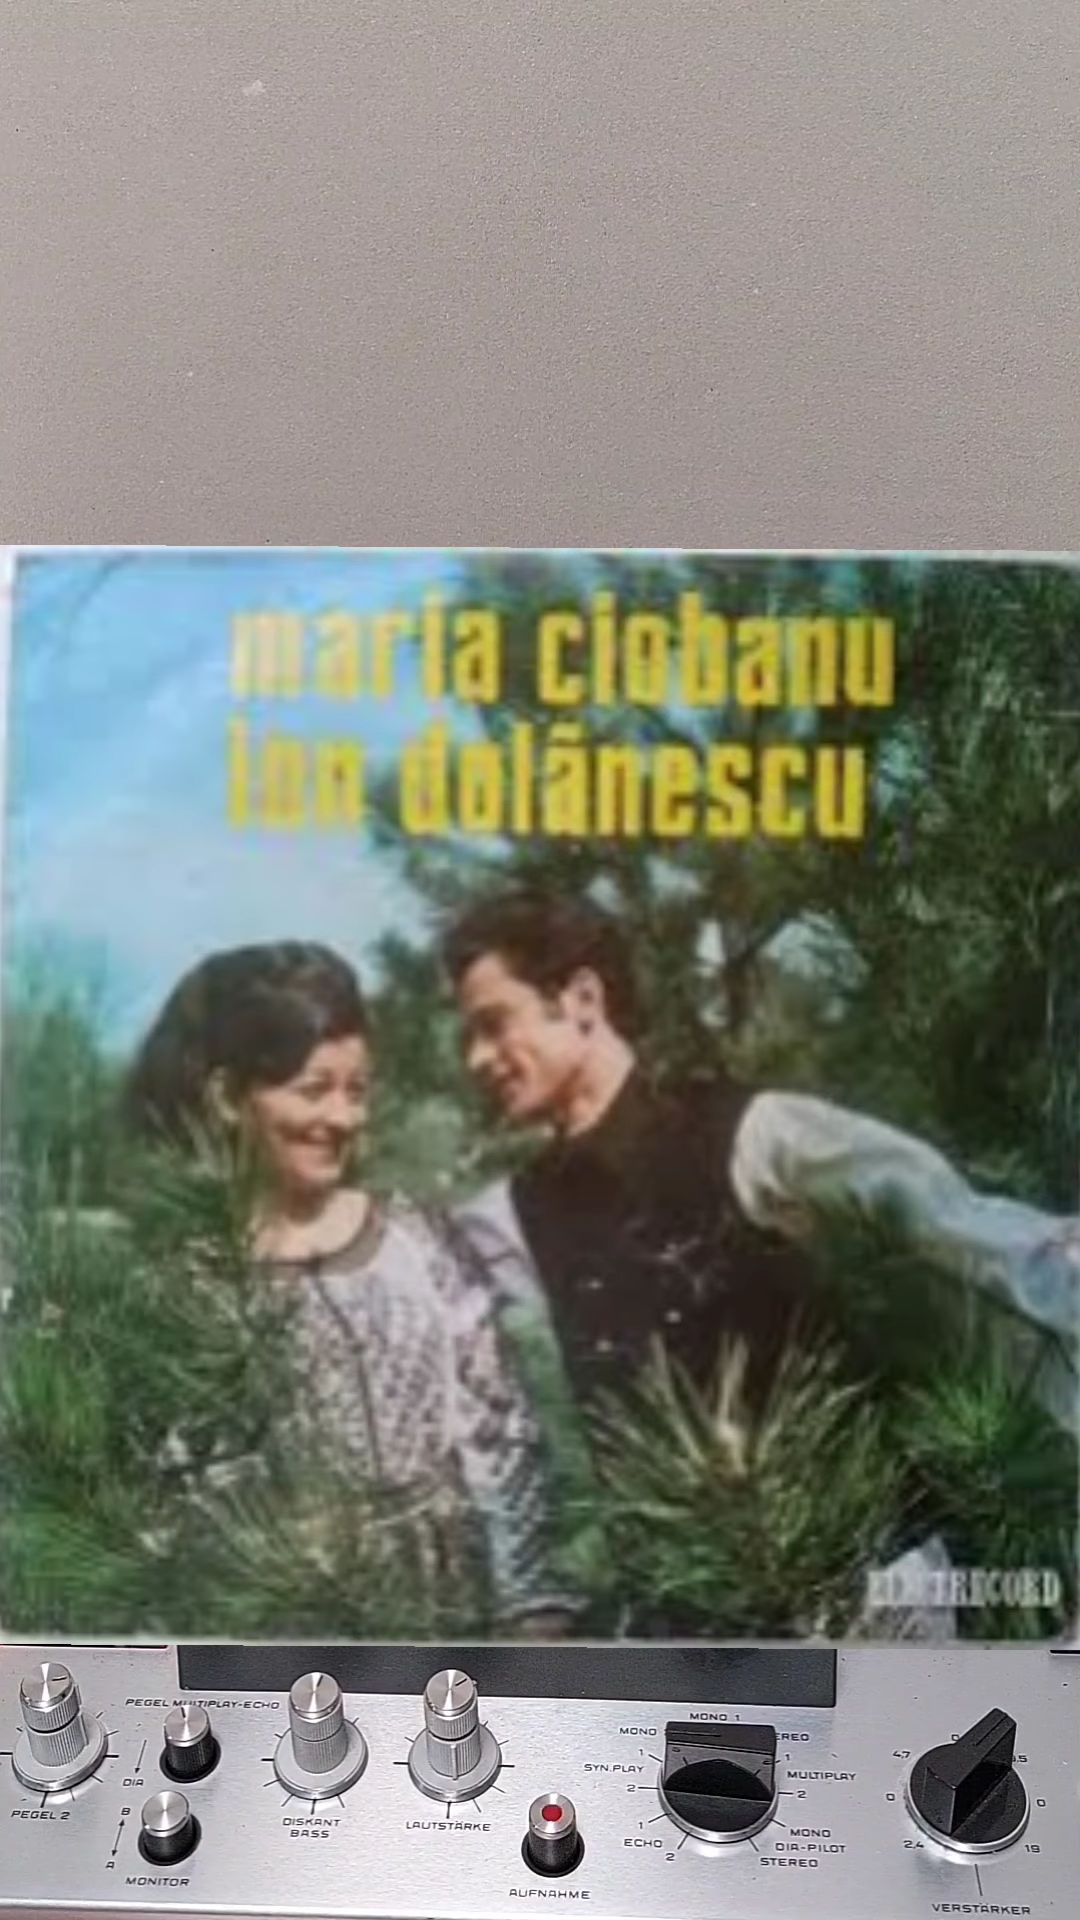 maria ciobanu
ion dolănescu
ELECTRECORD
PEGEL MULTIPLAY-ECHO
DIA
PEGEL 2
B
A
MONITOR
DISKANT
BASS
LAUTSTÄRKE
AUFNAHME
MONO 1
MONO
SYN.PLAY
1
2
1
ECHO
2
EREO
1
MULTIPLAY
2
MONO
DIA-PILOT
STEREO
4,7
0
2,4
0
19
VERSTÄRKER